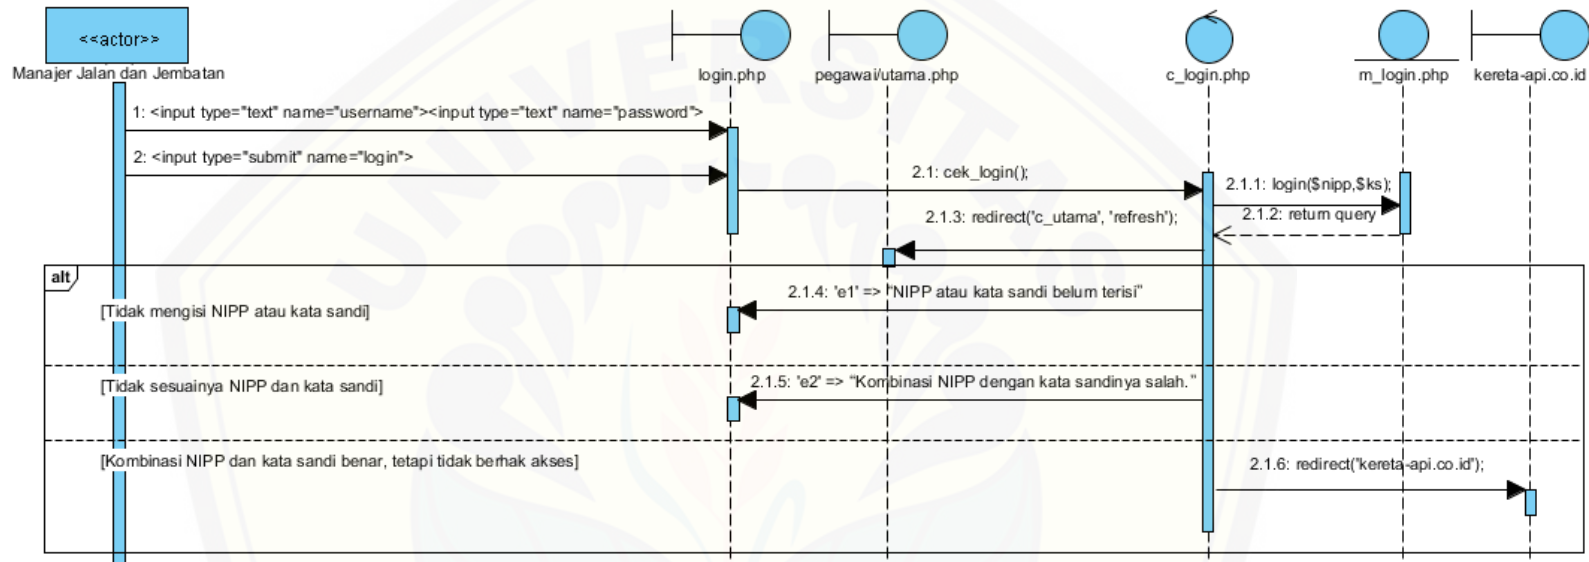 <<actor>>
Manajer Jalan dan Jembatan
login.php
pegawai/utama.php
c_login.php
m_login.php
kereta-api.co.id
1: <input type="text" name="username"><input type="text" name="password">
2: <input type="submit" name="login">
2.1: cek_login();
2.1.1: login($nipp,$ks);
2.1.2: return query
2.1.3: redirect('c_utama', 'refresh');
alt
2.1.4: 'e1' => "NIPP atau kata sandi belum terisi"
[Tidak mengisi NIPP atau kata sandi]
2.1.5: 'e2' => "Kombinasi NIPP dengan kata sandinya salah."
[Tidak sesuainya NIPP dan kata sandi]
[Kombinasi NIPP dan kata sandi benar, tetapi tidak berhak akses]
2.1.6: redirect('kereta-api.co.id');
UNIVERSITAS